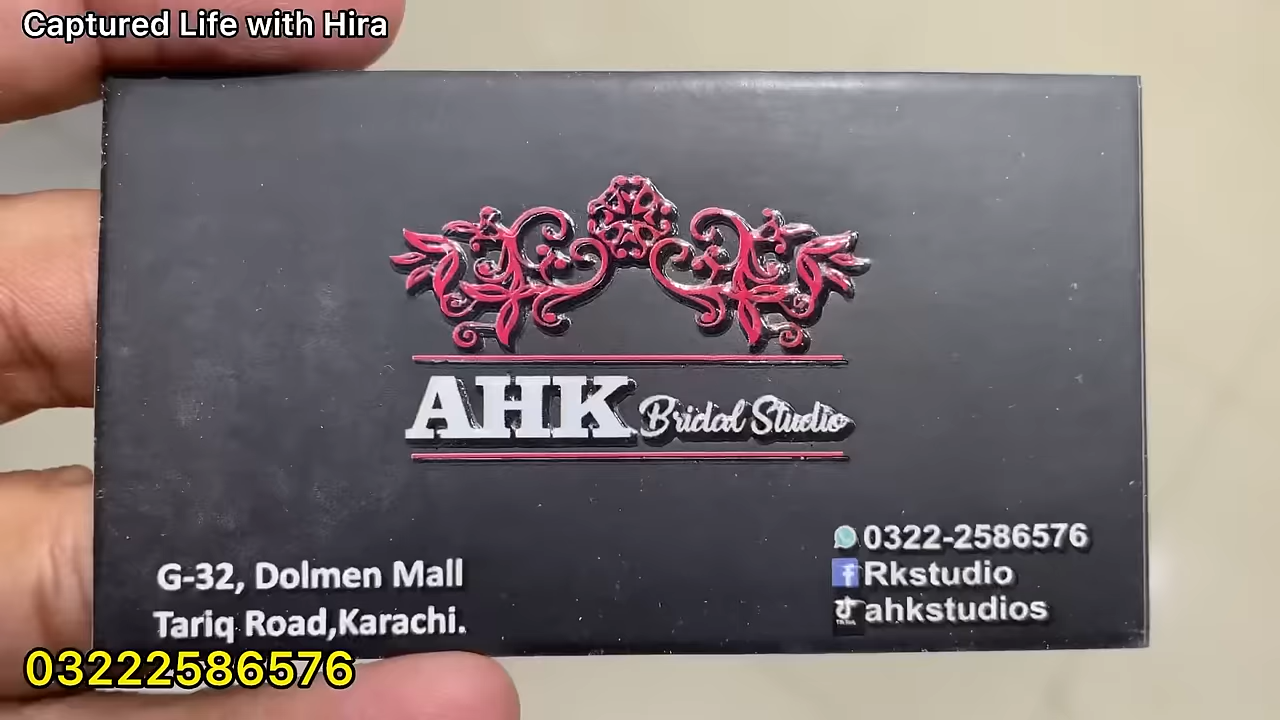 Captured Life with Hira
AHK Bridal Studio
G-32, Dolmen Mall
Tariq Road,Karachi.
0322-2586576
Rkstudio
ahkstudios
03222586576